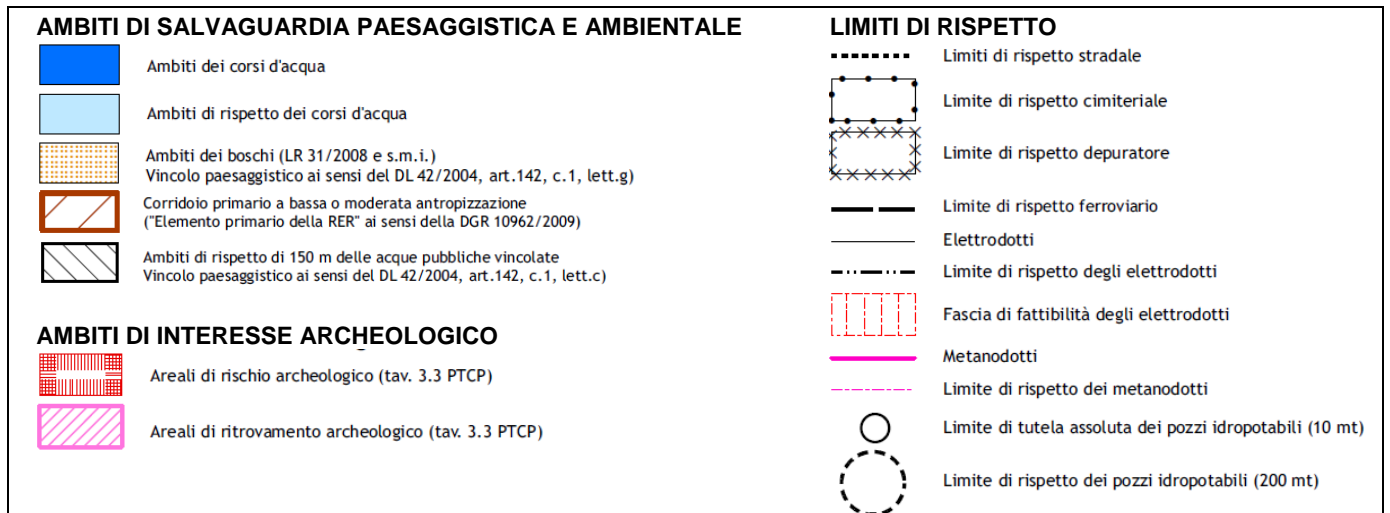 AMBITI DI SALVAGUARDIA PAESAGGISTICA E AMBIENTALE
Ambiti dei corsi d'acqua
Ambiti di rispetto dei corsi d'acqua
Ambiti dei boschi (LR 31/2008 e s.m.i.)
Vincolo paesaggistico ai sensi del DL 42/2004, art.142, c.1, lett.g)
Corridoio primario a bassa o moderata antropizzazione
("Elemento primario della RER" ai sensi della DGR 10962/2009)
Ambiti di rispetto di 150 m delle acque pubbliche vincolate
Vincolo paesaggistico ai sensi del DL 42/2004, art.142, c.1, lett.c)
AMBITI DI INTERESSE ARCHEOLOGICO
Areali di rischio archeologico (tav. 3.3 PTCP)
Areali di ritrovamento archeologico (tav. 3.3 PTCP)
LIMITI DI RISPETTO
Limiti di rispetto stradale
Limite di rispetto cimiteriale
Limite di rispetto depuratore
Limite di rispetto ferroviario
Elettrodotti
Limite di rispetto degli elettrodotti
Fascia di fattibilità degli elettrodotti
Metanodotti
Limite di rispetto dei metanodotti
Limite di tutela assoluta dei pozzi idropotabili (10 mt)
Limite di rispetto dei pozzi idropotabili (200 mt)